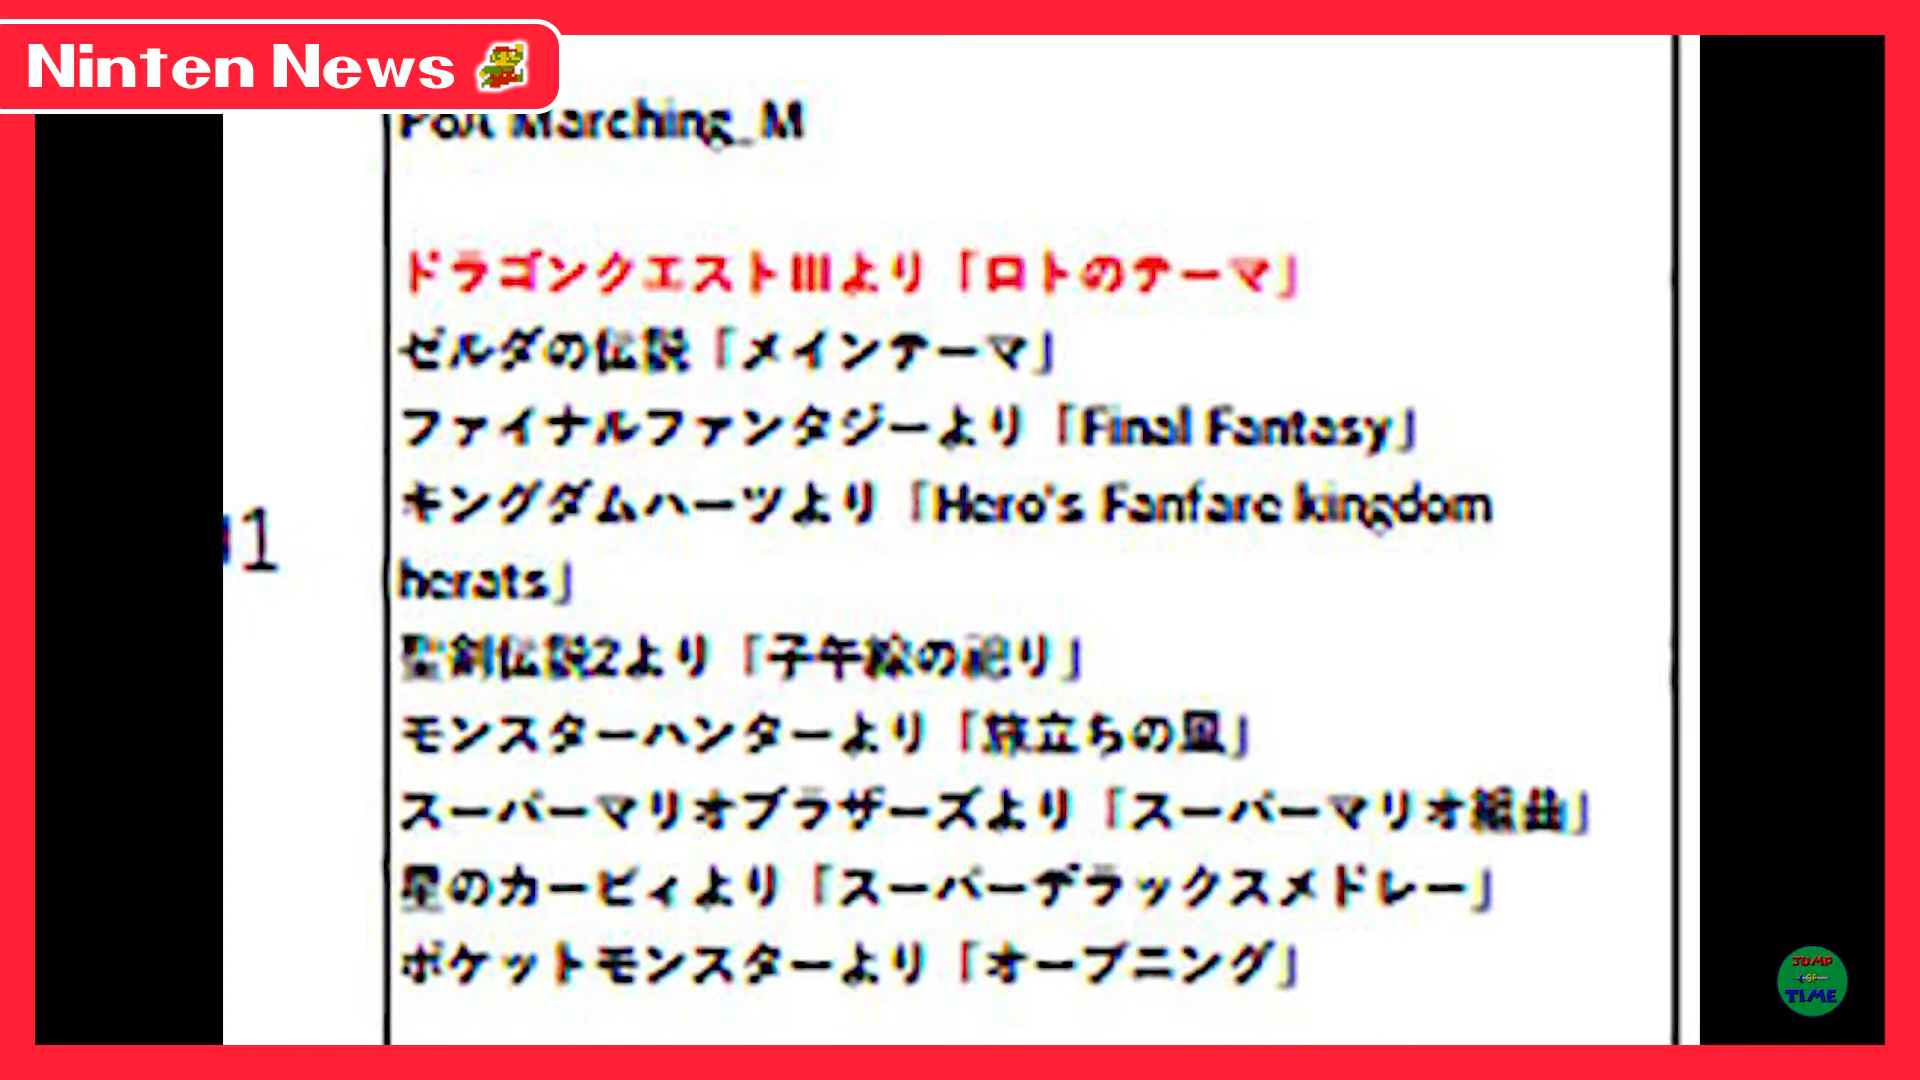 Ninten News
Marching_M
ドラゴンクエストIIIより「ロトのテーマ」
ゼルダの伝説「メインテーマ」
ファイナルファンタジーより「Final Fantasy」
キングダムハーツより「Hero's Fanfare kingdom
herats」
1
聖剣伝説2より「子午線の祀り」
モンスターハンターより「旅立ちの風」
スーパーマリオブラザーズより「スーパーマリオ組曲」
星のカービィより「スーパーデラックスメドレー」
ポケットモンスターより「オープニング」
JUMP
OF
TIME